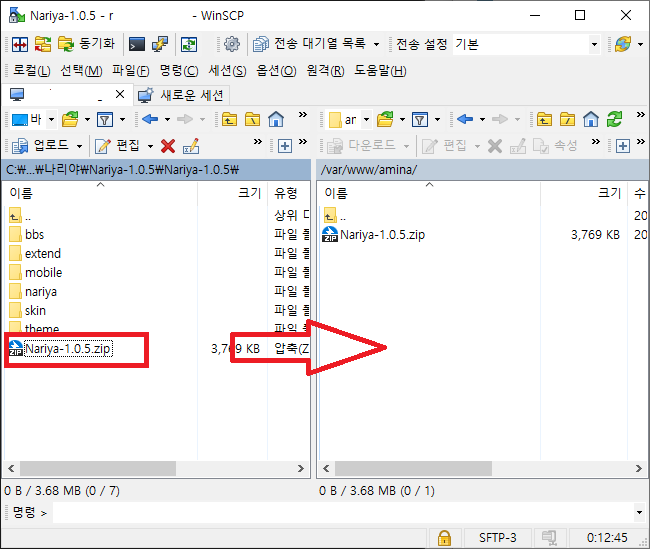 Nariya-1.0.5 - r - WinSCP
동기화 전송 대기열 목록 전송 설정 기본
로컬(L) 선택(M) 파일(F) 명령(C) 세션(S) 옵션(O) 원격(R) 도움말(H)
새로운 세션
바 ar
업로드 편집 다운로드 편집 속성
C:₩...₩나리야₩Nariya-1.0.5₩Nariya-1.0.5₩ /var/www/amina/
이름 크기 유형 이름 크기 수
.. 상위 디 .. 20
bbs 파일 폴 Nariya-1.0.5.zip 3,769 KB 20
extend 파일 폴
mobile 파일 폴
nariya 파일 폴
skin 파일 폴
theme 파일 폴
Nariya-1.0.5.zip 3,769 KB 압축(Z
0 B / 3.68 MB (0 / 7) 0 B / 3.68 MB (0 / 1)
명령 >
SFTP-3 0:12:45